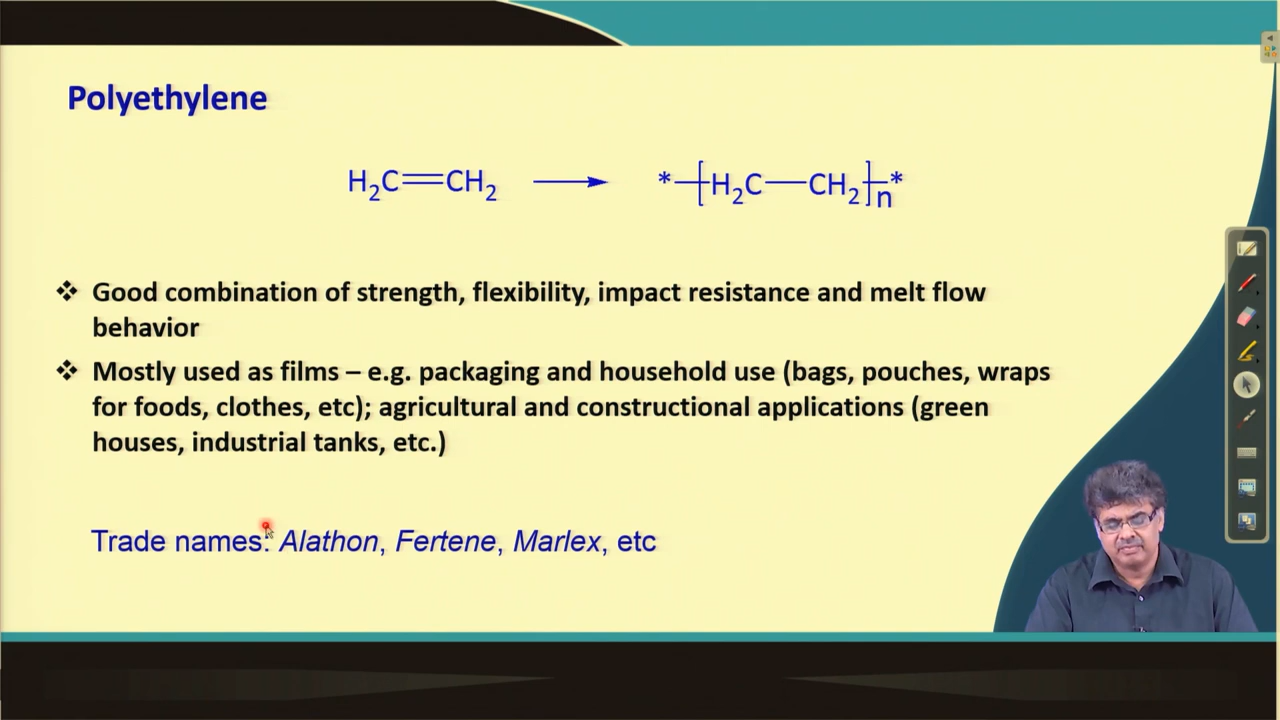 Polyethylene
H₂C=CH₂ → *-[H₂C-CH₂]ₙ-*
❖ Good combination of strength, flexibility, impact resistance and melt flow
behavior
❖ Mostly used as films – e.g. packaging and household use (bags, pouches, wraps
for foods, clothes, etc); agricultural and constructional applications (green
houses, industrial tanks, etc.)
Trade names: Alathon, Fertene, Marlex, etc